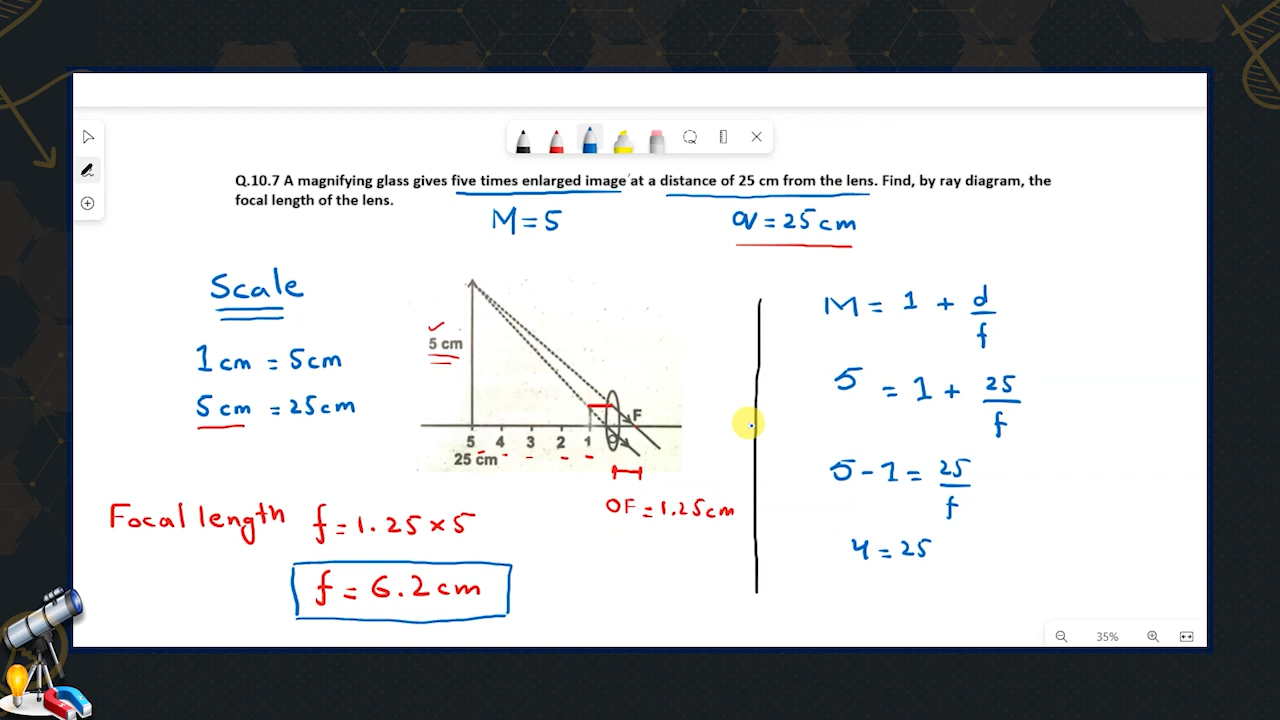 Q.10.7 A magnifying glass gives five times enlarged image at a distance of 25 cm from the lens. Find, by ray diagram, the
focal length of the lens.
M = 5
q = 25 cm
Scale
1 cm = 5 cm
5 cm = 25 cm
5 cm
F
5 4 3 2 1 O
25 cm
OF = 1.25 cm
Focal length f = 1.25 × 5
f = 6.2 cm
M = 1 + d/f
5 = 1 + 25/f
5 - 1 = 25/f
4 = 25
35%